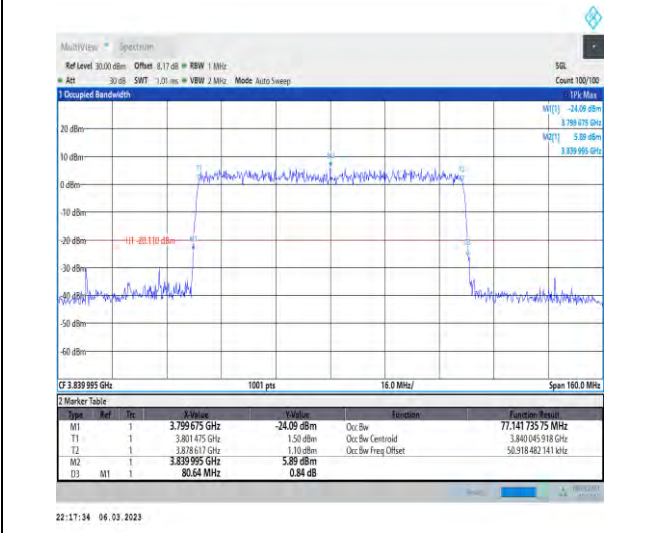 MultiView Spectrum
Ref Level 30.00 dBm Offset 8.17 dB RBW 1 MHz SGL
Att 30 dB SWT 1.01 ms VBW 2 MHz Mode Auto Sweep Count 100/100
1 Occupied Bandwidth 1Pk Max
M1[1] -24.09 dBm
3.799 675 GHz
M2[1] 5.89 dBm
3.839 995 GHz
20 dBm
10 dBm
0 dBm
-10 dBm
-20 dBm
H1 -20.110 dBm
-30 dBm
-40 dBm
-50 dBm
-60 dBm
CF 3.839 995 GHz 1001 pts 16.0 MHz/ Span 160.0 MHz
2 Marker Table
Type Ref Trc X-Value Y-Value Function Function Result
M1 1 3.799 675 GHz -24.09 dBm Occ Bw 77.141 735 75 MHz
T1 1 3.801 475 GHz 1.50 dBm Occ Bw Centroid 3.840 045 918 GHz
T2 1 3.878 617 GHz 1.10 dBm Occ Bw Freq Offset 50.918 482 141 kHz
M2 1 3.839 995 GHz 5.89 dBm
D3 M1 1 80.64 MHz 0.84 dB
22:17:34 06.03.2023